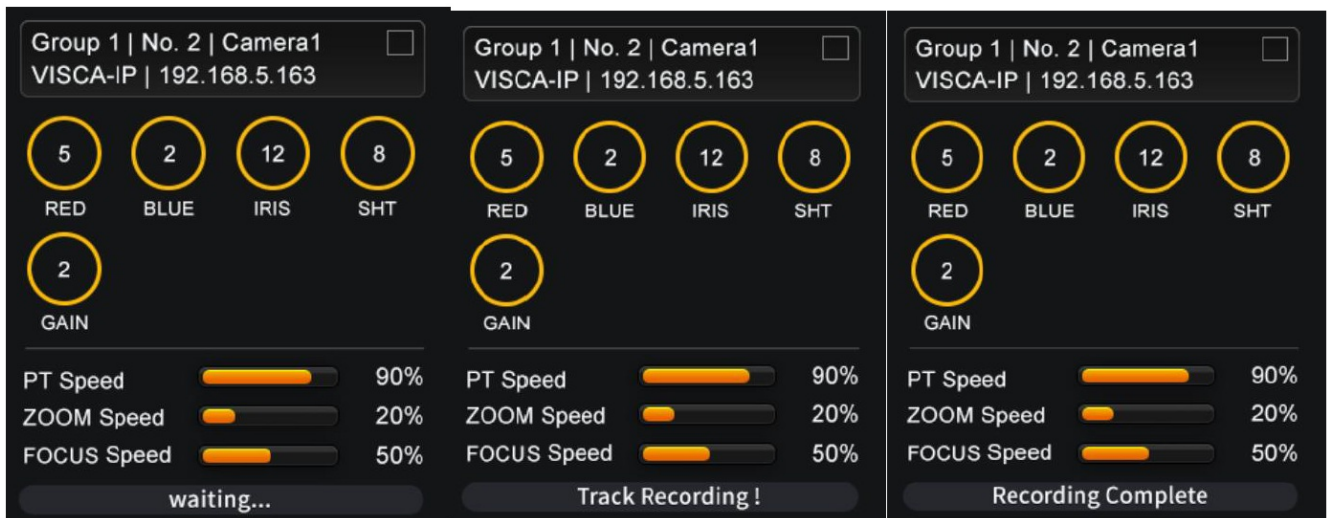 Group 1 | No. 2 | Camera1
VISCA-IP | 192.168.5.163
5 2 12 8
RED BLUE IRIS SHT
2
GAIN
PT Speed 90%
ZOOM Speed 20%
FOCUS Speed 50%
waiting...
Group 1 | No. 2 | Camera1
VISCA-IP | 192.168.5.163
5 2 12 8
RED BLUE IRIS SHT
2
GAIN
PT Speed 90%
ZOOM Speed 20%
FOCUS Speed 50%
Track Recording !
Group 1 | No. 2 | Camera1
VISCA-IP | 192.168.5.163
5 2 12 8
RED BLUE IRIS SHT
2
GAIN
PT Speed 90%
ZOOM Speed 20%
FOCUS Speed 50%
Recording Complete